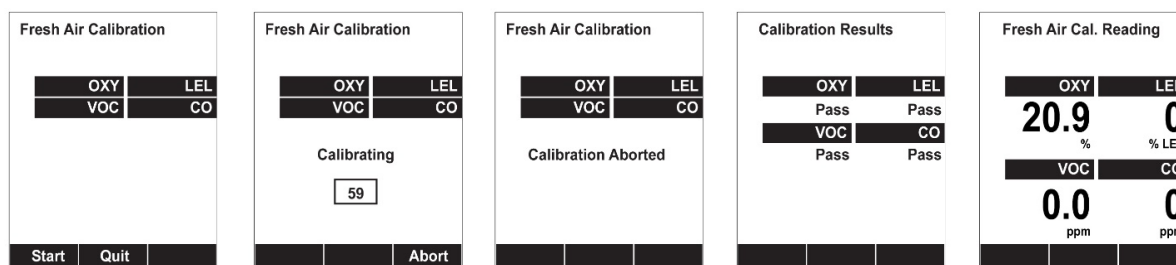 Fresh Air Calibration
OXY LEL
VOC CO
Start Quit
Fresh Air Calibration
OXY LEL
VOC CO
Calibrating
59
Abort
Fresh Air Calibration
OXY LEL
VOC CO
Calibration Aborted
Calibration Results
OXY LEL
Pass Pass
VOC CO
Pass Pass
Fresh Air Cal. Reading
OXY
20.9
%
VOC
0.0
ppm